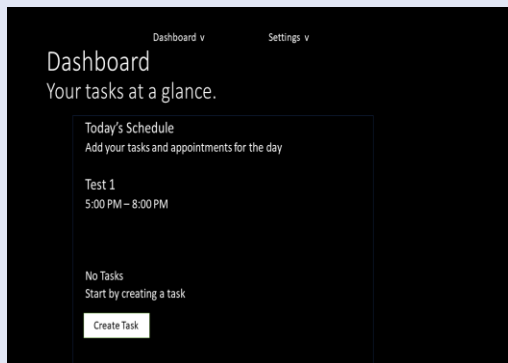 Dashboard ∨ Settings ∨
Dashboard
Your tasks at a glance.
Today's Schedule
Add your tasks and appointments for the day
Test 1
5:00 PM – 8:00 PM
No Tasks
Start by creating a task
Create Task